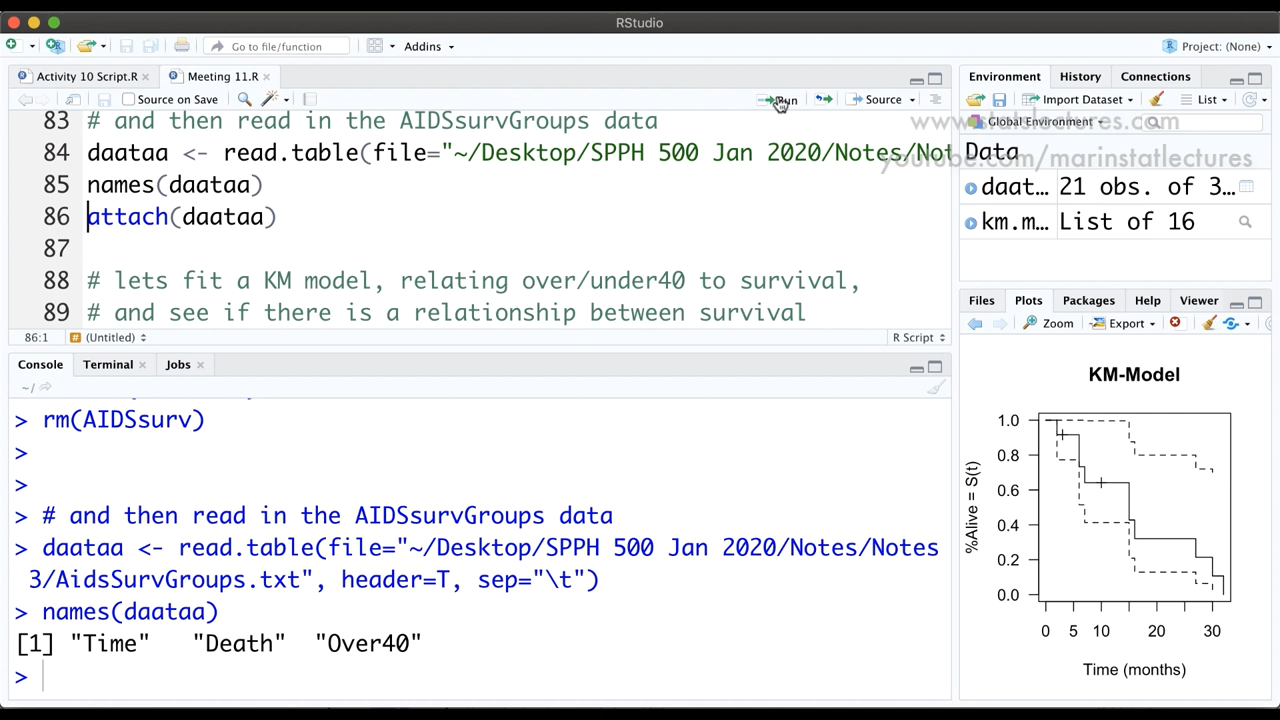 RStudio
Go to file/function
Addins
Project: (None)
Activity 10 Script.R
Meeting 11.R
Source on Save
Run
Source
83 # and then read in the AIDSsurvGroups data
84 daataa <- read.table(file="~/Desktop/SPPH 500 Jan 2020/Notes/Not
85 names(daataa)
86 attach(daataa)
87
88 # lets fit a KM model, relating over/under40 to survival,
89 # and see if there is a relationship between survival
86:1
(Untitled)
R Script
Console
Terminal
Jobs
~/
> rm(AIDSsurv)
>
>
> # and then read in the AIDSsurvGroups data
> daataa <- read.table(file="~/Desktop/SPPH 500 Jan 2020/Notes/Notes
3/AidsSurvGroups.txt", header=T, sep="\t")
> names(daataa)
[1] "Time" "Death" "Over40"
>
Environment
History
Connections
Import Dataset
List
Global Environment
www.statslectures.com
Data
youtube.com/marinstatlectures
daat... 21 obs. of 3...
km.m... List of 16
Files
Plots
Packages
Help
Viewer
Zoom
Export
KM-Model
%Alive = S(t)
1.0
0.8
0.6
0.4
0.2
0.0
0 5 10 20 30
Time (months)